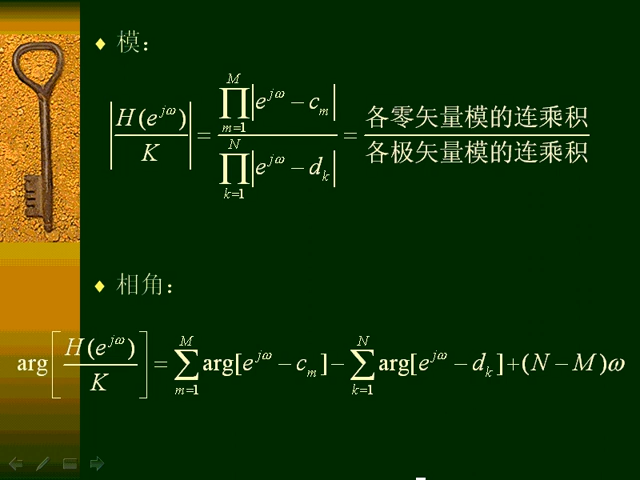 模：
|H(e^{jω})/K| = ∏_{m=1}^{M}|e^{jω} − c_m| / ∏_{k=1}^{N}|e^{jω} − d_k| = 各零矢量模的连乘积 / 各极矢量模的连乘积
相角：
arg[H(e^{jω})/K] = ∑_{m=1}^{M} arg[e^{jω} − c_m] − ∑_{k=1}^{N} arg[e^{jω} − d_k] + (N − M)ω